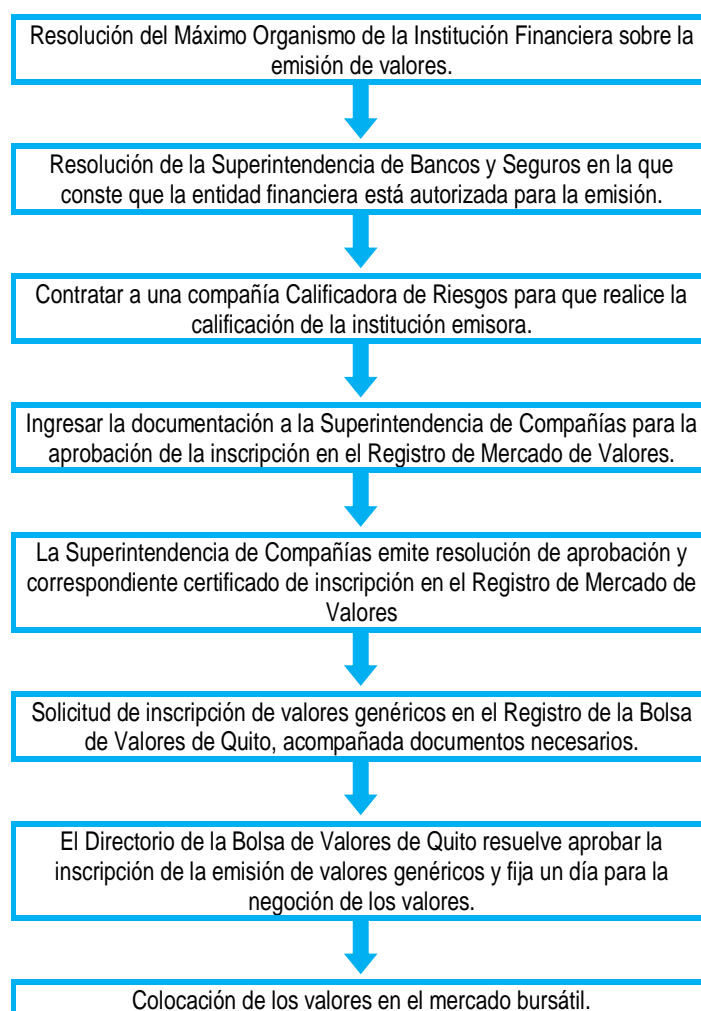 Resolución del Máximo Organismo de la Institución Financiera sobre la
emisión de valores.
Resolución de la Superintendencia de Bancos y Seguros en la que
conste que la entidad financiera está autorizada para la emisión.
Contratar a una compañía Calificadora de Riesgos para que realice la
calificación de la institución emisora.
Ingresar la documentación a la Superintendencia de Compañías para la
aprobación de la inscripción en el Registro de Mercado de Valores.
La Superintendencia de Compañías emite resolución de aprobación y
correspondiente certificado de inscripción en el Registro de Mercado de
Valores
Solicitud de inscripción de valores genéricos en el Registro de la Bolsa
de Valores de Quito, acompañada documentos necesarios.
El Directorio de la Bolsa de Valores de Quito resuelve aprobar la
inscripción de la emisión de valores genéricos y fija un día para la
negoción de los valores.
Colocación de los valores en el mercado bursátil.